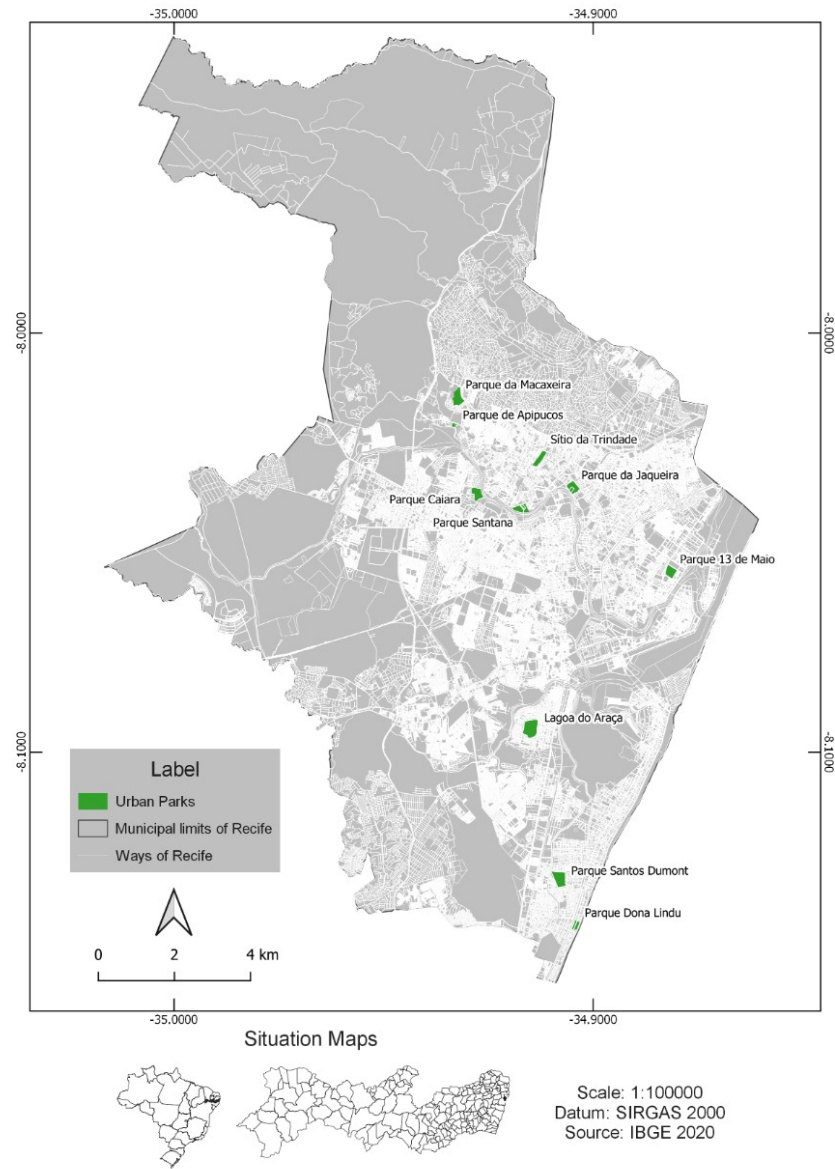 -35.0000
-34.9000
-8.0000
-8.0000
Parque da Macaxeira
Parque de Apipucos
Sítio da Trindade
Parque da Jaqueira
Parque Caiara
Parque Santana
Parque 13 de Maio
Lagoa do Araça
-8.1000
-8.1000
Label
Urban Parks
Municipal limits of Recife
Ways of Recife
Parque Santos Dumont
Parque Dona Lindu
0 2 4 km
-35.0000
-34.9000
Situation Maps
Scale: 1:100000
Datum: SIRGAS 2000
Source: IBGE 2020